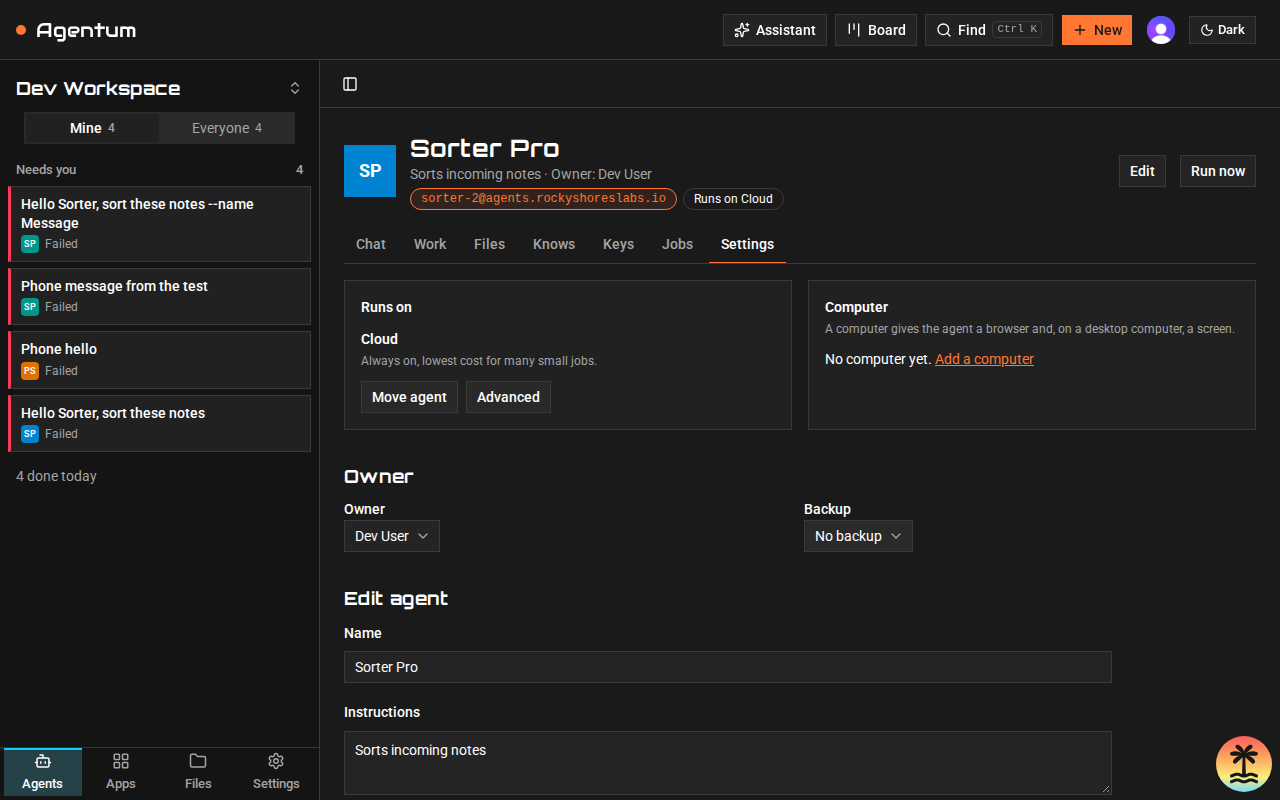 Agentum
Assistant
Board
Find Ctrl K
New
Dark
Dev Workspace
Mine 4
Everyone 4
Needs you 4
Hello Sorter, sort these notes --name
Message
SP Failed
Phone message from the test
SP Failed
Phone hello
PS Failed
Hello Sorter, sort these notes
SP Failed
4 done today
Agents
Apps
Files
Settings
SP
Sorter Pro
Sorts incoming notes · Owner: Dev User
sorter-2@agents.rockyshoreslabs.io
Runs on Cloud
Edit
Run now
Chat
Work
Files
Knows
Keys
Jobs
Settings
Runs on
Cloud
Always on, lowest cost for many small jobs.
Move agent
Advanced
Computer
A computer gives the agent a browser and, on a desktop computer, a screen.
No computer yet. Add a computer
Owner
Owner
Dev User
Backup
No backup
Edit agent
Name
Sorter Pro
Instructions
Sorts incoming notes